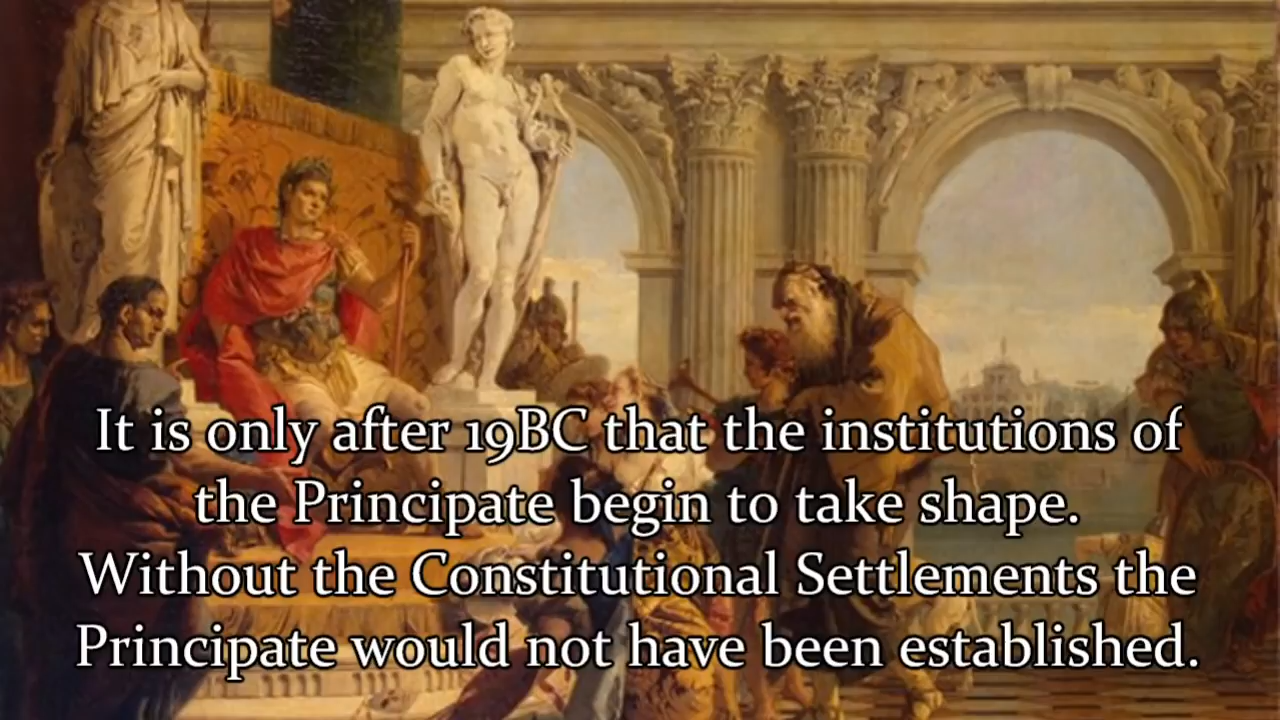 It is only after 19BC that the institutions of
the Principate begin to take shape.
Without the Constitutional Settlements the
Principate would not have been established.